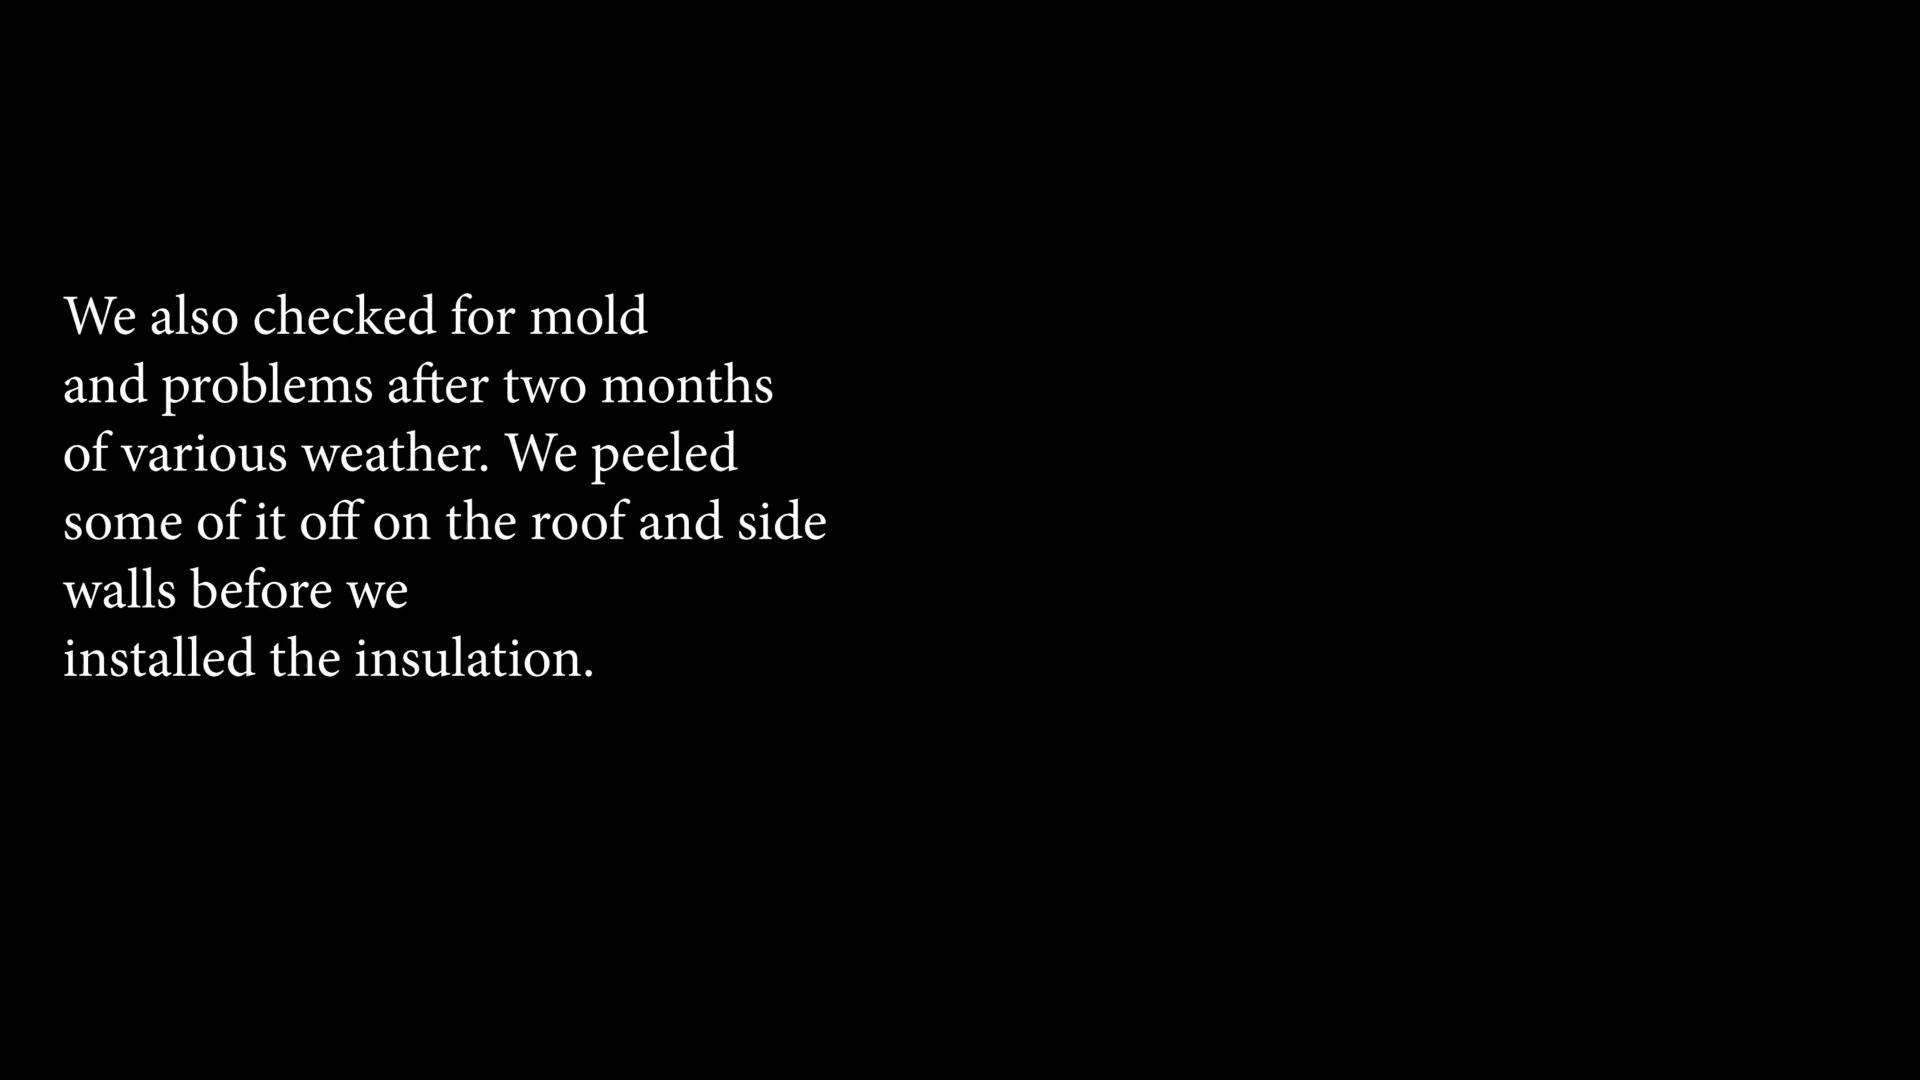 We also checked for mold
and problems after two months
of various weather. We peeled
some of it off on the roof and side
walls before we
installed the insulation.